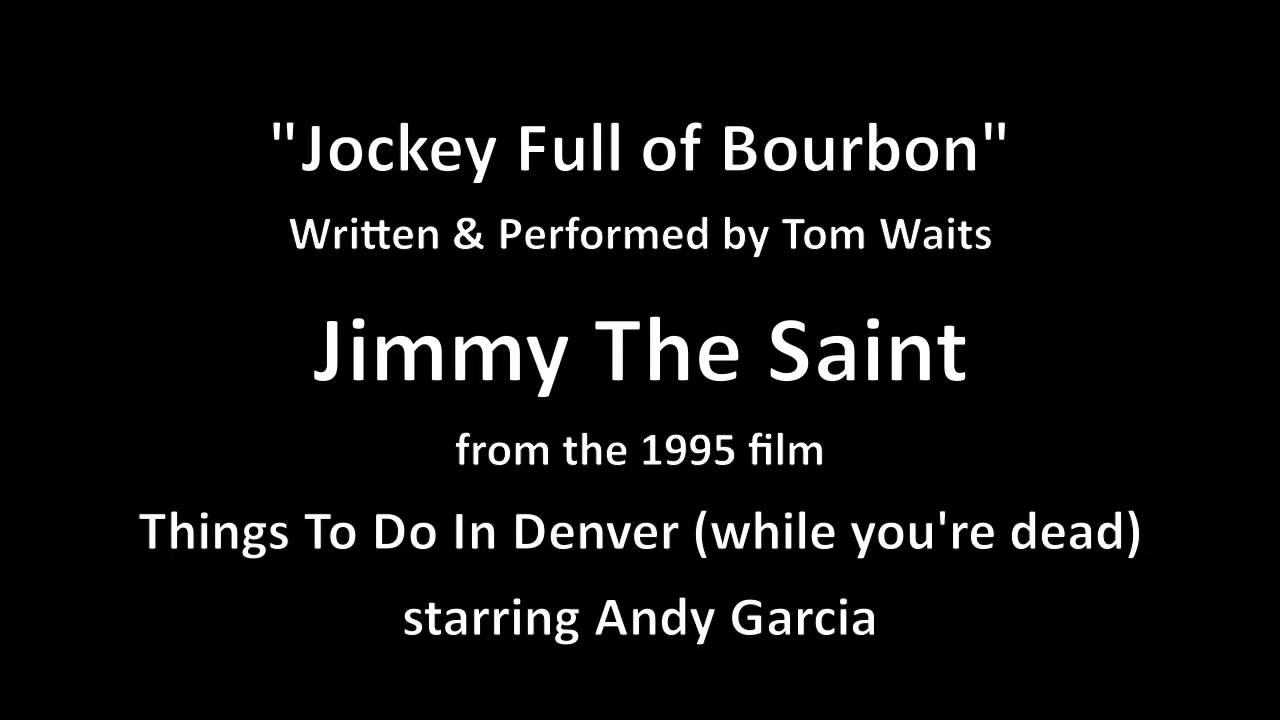 "Jockey Full of Bourbon"
Written & Performed by Tom Waits
Jimmy The Saint
from the 1995 film
Things To Do In Denver (while you're dead)
starring Andy Garcia